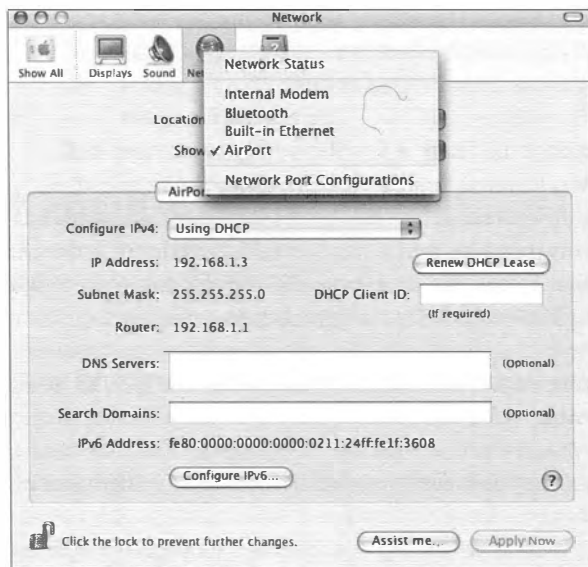 Network
Show All
Displays
Sound
Network Status
Internal Modem
Bluetooth
Built-in Ethernet
Location
Show
✓ AirPort
Network Port Configurations
Configure IPv4: Using DHCP
IP Address: 192.168.1.3
Renew DHCP Lease
Subnet Mask: 255.255.255.0
DHCP Client ID:
(If required)
Router: 192.168.1.1
DNS Servers:
(Optional)
Search Domains:
(Optional)
IPv6 Address: fe80:0000:0000:0000:0211:24ff:fe1f:3608
Configure IPv6...
?
Click the lock to prevent further changes.
Assist me...
Apply Now